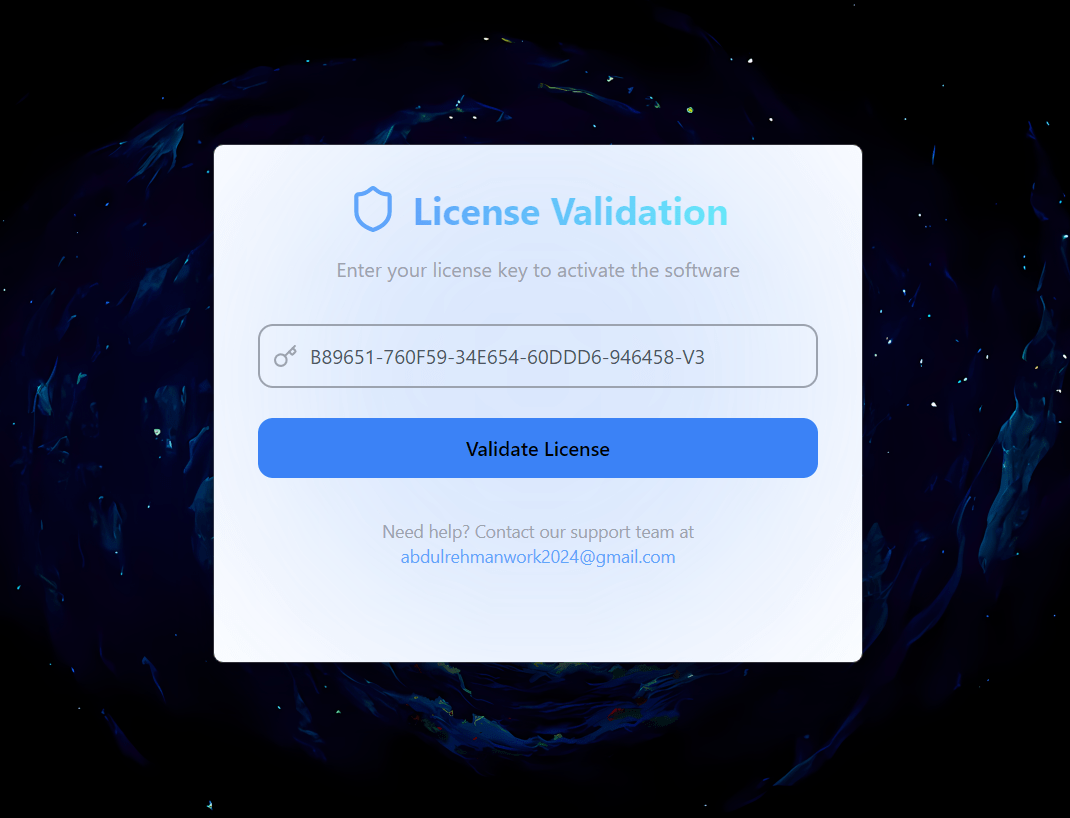 License Validation
Enter your license key to activate the software
B89651-760F59-34E654-60DDD6-946458-V3
Validate License
Need help? Contact our support team at
abdulrehmanwork2024@gmail.com